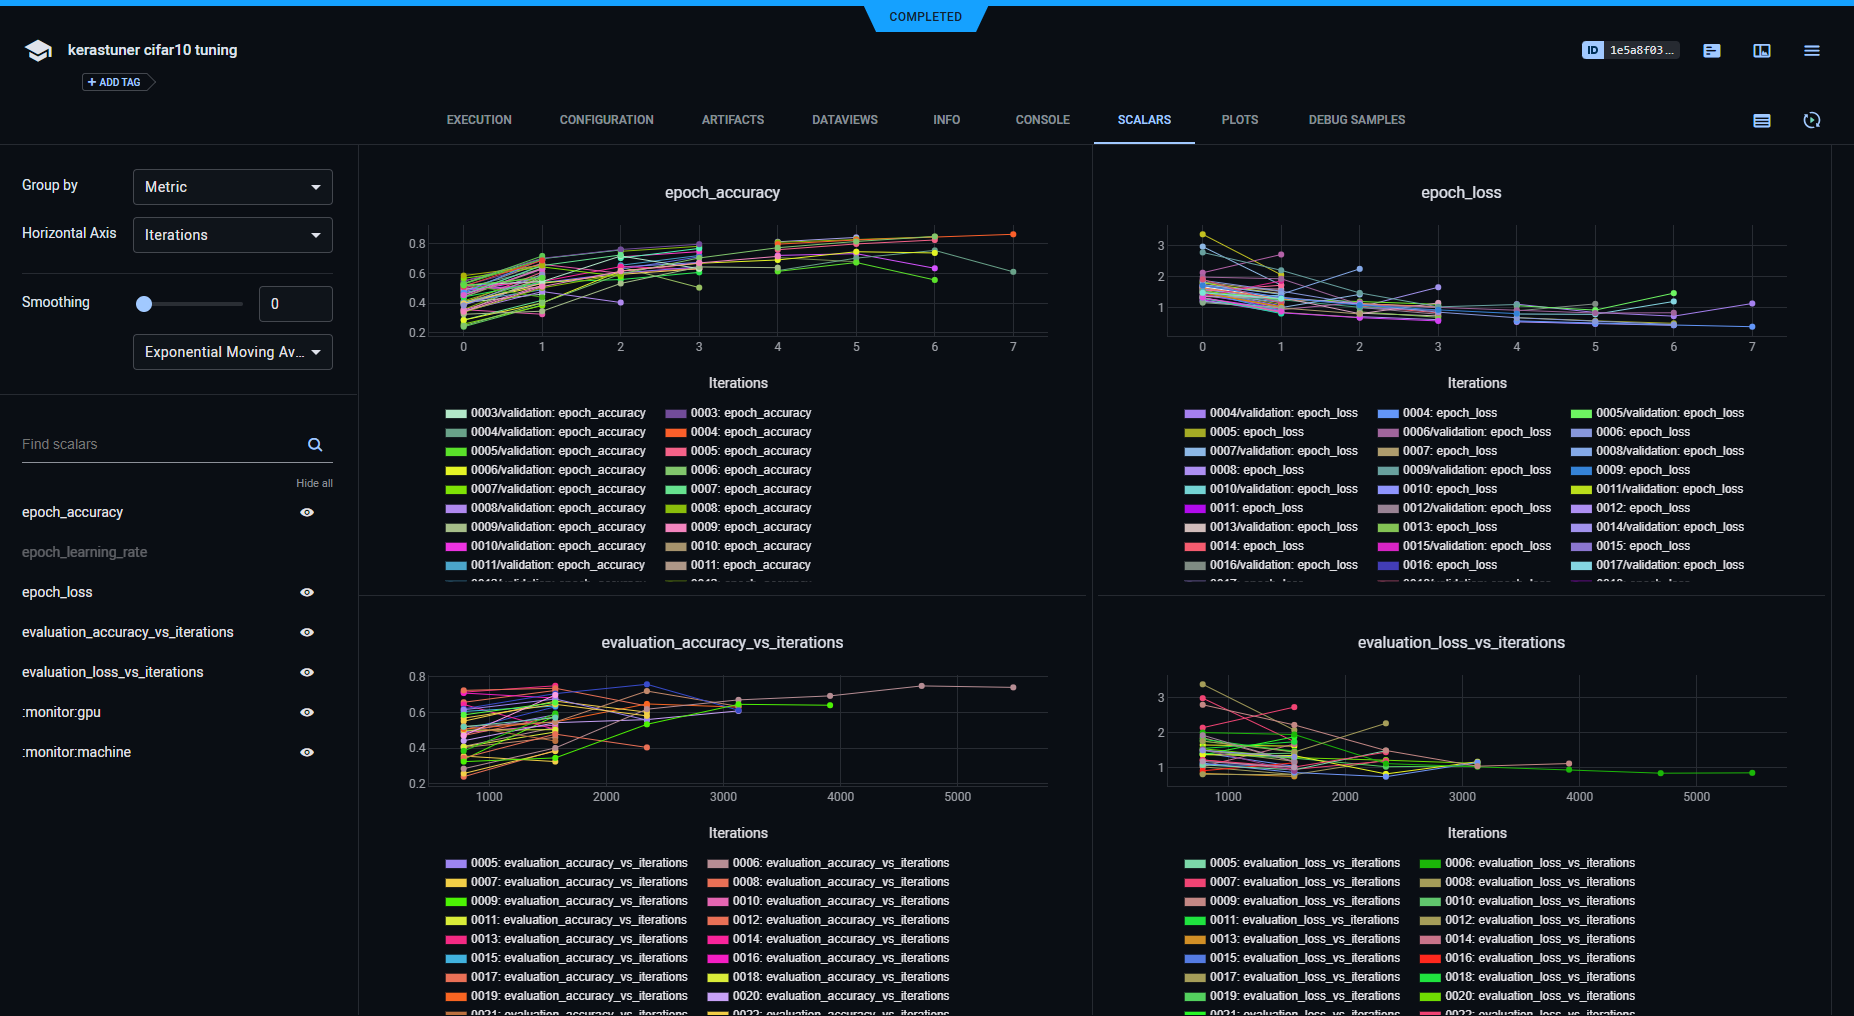 COMPLETED
kerastuner cifar10 tuning
ID 1e5a8f03...
+ ADD TAG
EXECUTION CONFIGURATION ARTIFACTS DATAVIEWS INFO CONSOLE SCALARS PLOTS DEBUG SAMPLES
Group by Metric
Horizontal Axis Iterations
Smoothing 0
Exponential Moving Av...
Find scalars
Hide all
epoch_accuracy
epoch_learning_rate
epoch_loss
evaluation_accuracy_vs_iterations
evaluation_loss_vs_iterations
:monitor:gpu
:monitor:machine
epoch_accuracy
0.8
0.6
0.4
0.2
0 1 2 3 4 5 6 7
Iterations
0003/validation: epoch_accuracy 0003: epoch_accuracy
0004/validation: epoch_accuracy 0004: epoch_accuracy
0005/validation: epoch_accuracy 0005: epoch_accuracy
0006/validation: epoch_accuracy 0006: epoch_accuracy
0007/validation: epoch_accuracy 0007: epoch_accuracy
0008/validation: epoch_accuracy 0008: epoch_accuracy
0009/validation: epoch_accuracy 0009: epoch_accuracy
0010/validation: epoch_accuracy 0010: epoch_accuracy
0011/validation: epoch_accuracy 0011: epoch_accuracy
epoch_loss
3
2
1
0 1 2 3 4 5 6 7
Iterations
0004/validation: epoch_loss 0004: epoch_loss 0005/validation: epoch_loss
0005: epoch_loss 0006/validation: epoch_loss 0006: epoch_loss
0007/validation: epoch_loss 0007: epoch_loss 0008/validation: epoch_loss
0008: epoch_loss 0009/validation: epoch_loss 0009: epoch_loss
0010/validation: epoch_loss 0010: epoch_loss 0011/validation: epoch_loss
0011: epoch_loss 0012/validation: epoch_loss 0012: epoch_loss
0013/validation: epoch_loss 0013: epoch_loss 0014/validation: epoch_loss
0014: epoch_loss 0015/validation: epoch_loss 0015: epoch_loss
0016/validation: epoch_loss 0016: epoch_loss 0017/validation: epoch_loss
evaluation_accuracy_vs_iterations
0.8
0.6
0.4
0.2
1000 2000 3000 4000 5000
Iterations
0005: evaluation_accuracy_vs_iterations 0006: evaluation_accuracy_vs_iterations
0007: evaluation_accuracy_vs_iterations 0008: evaluation_accuracy_vs_iterations
0009: evaluation_accuracy_vs_iterations 0010: evaluation_accuracy_vs_iterations
0011: evaluation_accuracy_vs_iterations 0012: evaluation_accuracy_vs_iterations
0013: evaluation_accuracy_vs_iterations 0014: evaluation_accuracy_vs_iterations
0015: evaluation_accuracy_vs_iterations 0016: evaluation_accuracy_vs_iterations
0017: evaluation_accuracy_vs_iterations 0018: evaluation_accuracy_vs_iterations
0019: evaluation_accuracy_vs_iterations 0020: evaluation_accuracy_vs_iterations
evaluation_loss_vs_iterations
3
2
1
1000 2000 3000 4000 5000
Iterations
0005: evaluation_loss_vs_iterations 0006: evaluation_loss_vs_iterations
0007: evaluation_loss_vs_iterations 0008: evaluation_loss_vs_iterations
0009: evaluation_loss_vs_iterations 0010: evaluation_loss_vs_iterations
0011: evaluation_loss_vs_iterations 0012: evaluation_loss_vs_iterations
0013: evaluation_loss_vs_iterations 0014: evaluation_loss_vs_iterations
0015: evaluation_loss_vs_iterations 0016: evaluation_loss_vs_iterations
0017: evaluation_loss_vs_iterations 0018: evaluation_loss_vs_iterations
0019: evaluation_loss_vs_iterations 0020: evaluation_loss_vs_iterations